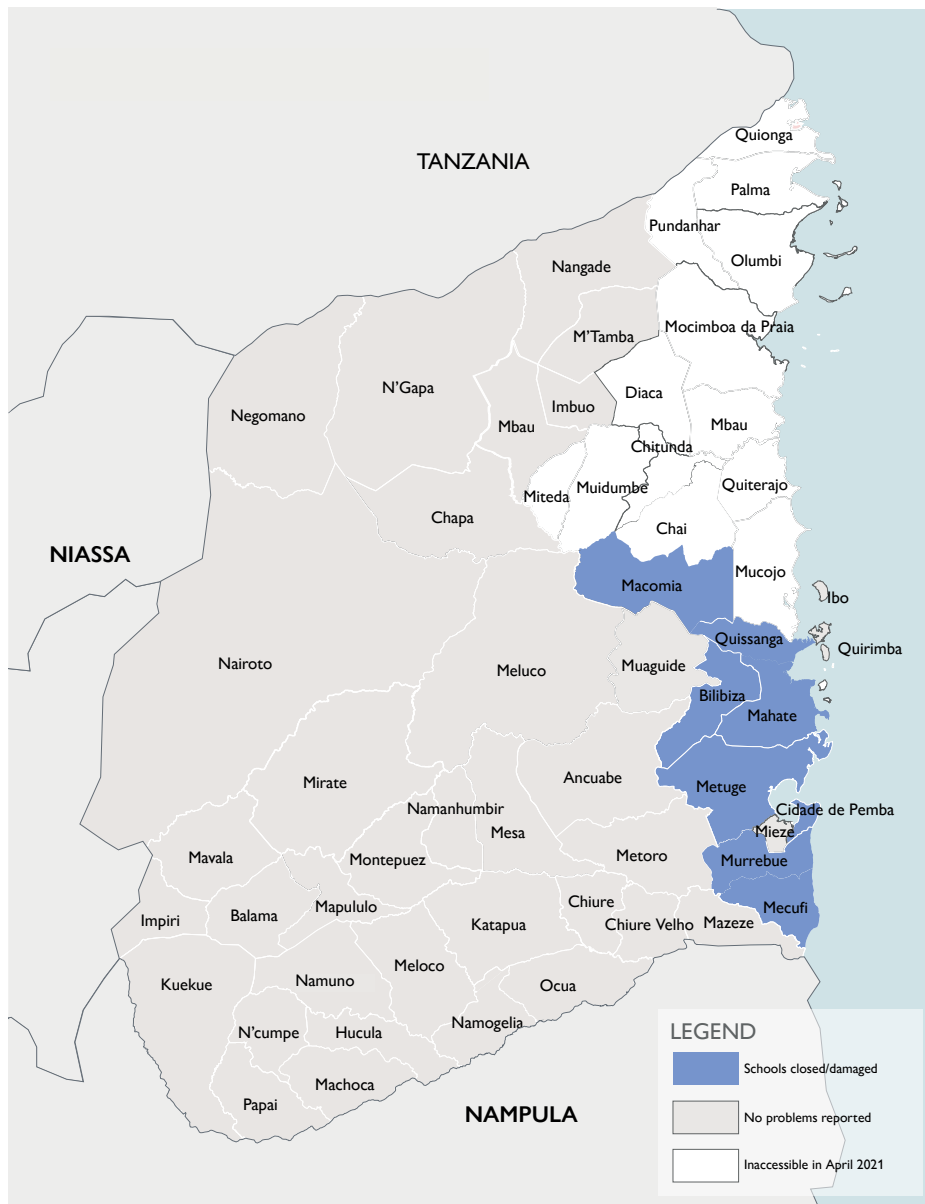 Quionga
TANZANIA
Palma
Pundanhar
Olumbi
Nangade
Mocimboa da Praia
M'Tamba
N'Gapa
Diaca
Imbuo
Negomano
Mbau
Mbau
Chitunda
Quiterajo
Miteda
Muidumbe
Chapa
Chai
NIASSA
Mucojo
Macomia
Ibo
Quissanga
Quirimba
Nairoto
Muaguide
Meluco
Bilibiza
Mahate
Ancuabe
Mirate
Metuge
Namanhumbir
Cidade de Pemba
Mesa
Mieze
Mavala
Montepuez
Metoro
Murrebue
Chiure
Mecufi
Mapululo
Impiri
Balama
Katapua
Chiure Velho
Mazeze
Meloco
Kuekue
Namuno
Ocua
Namogelia
N'cumpe
Hucula
Machoca
Papai
NAMPULA
LEGEND
Schools closed/damaged
No problems reported
Inaccessible in April 2021